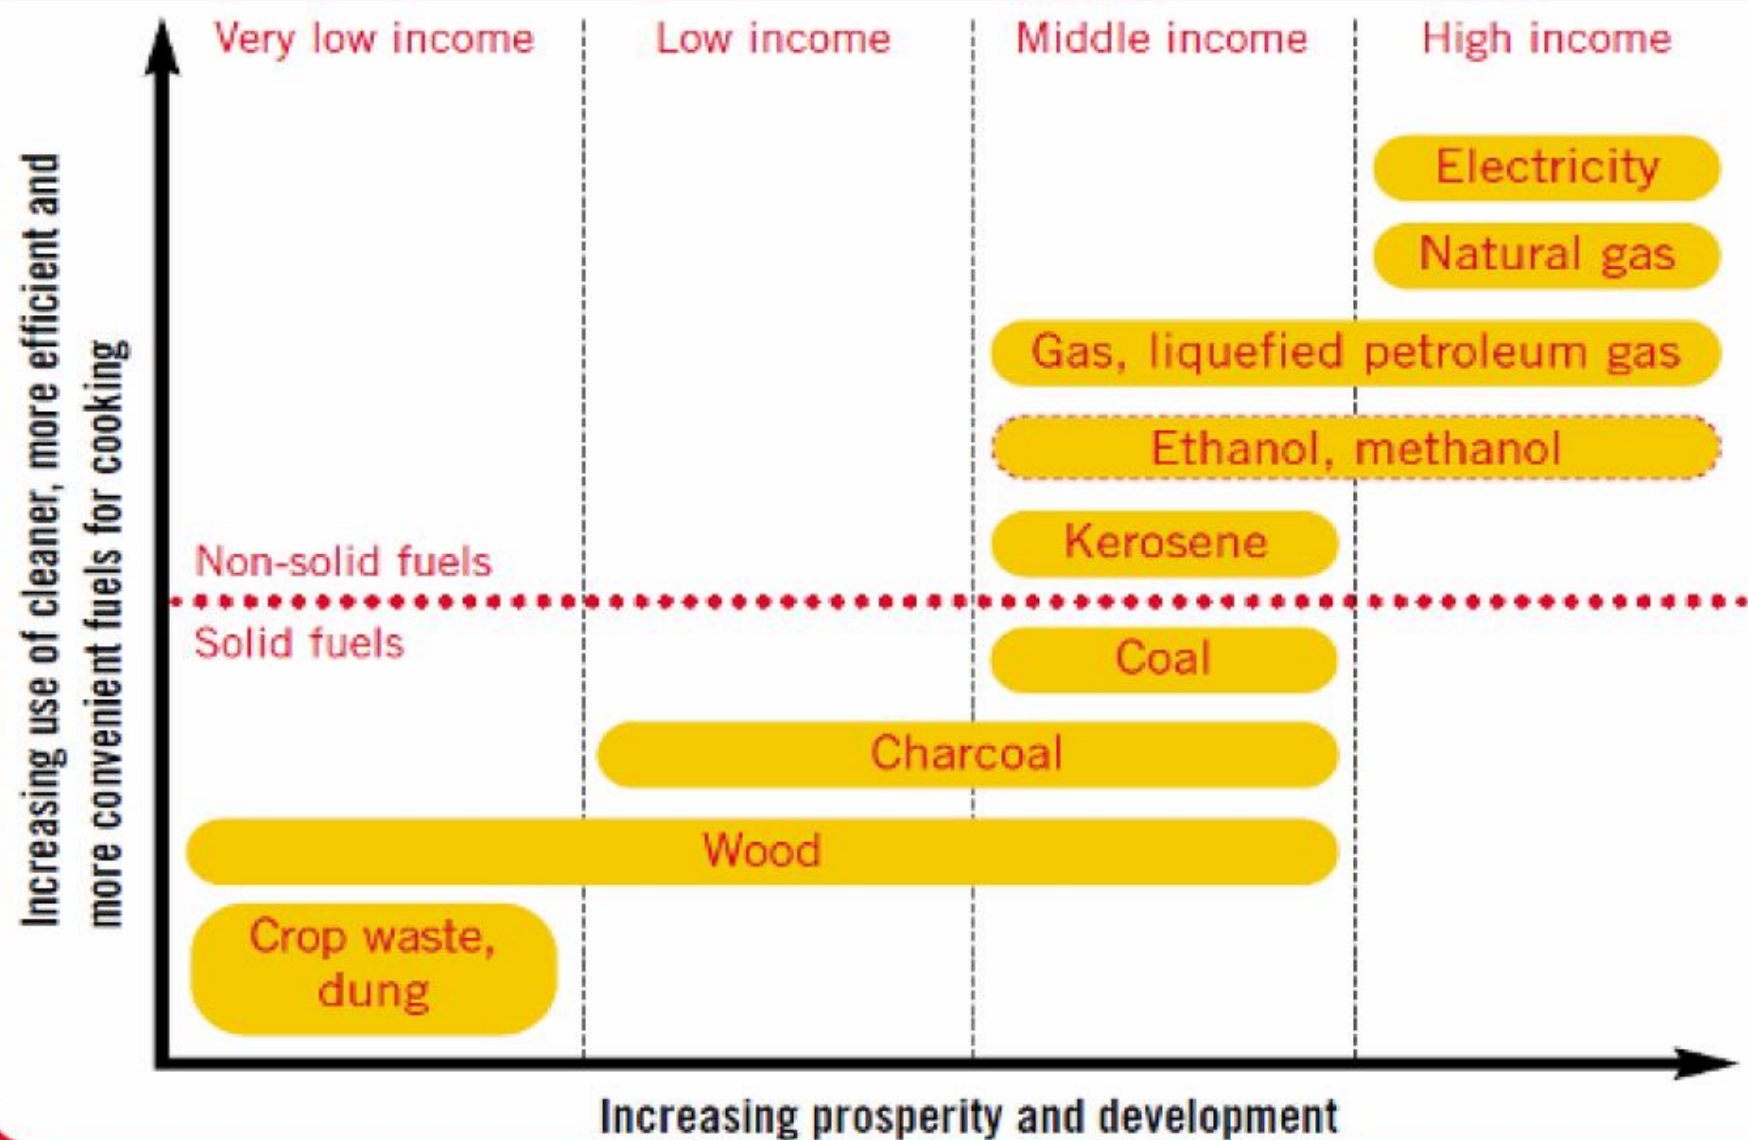 Very low income
Low income
Middle income
High income
Increasing use of cleaner, more efficient and
more convenient fuels for cooking
Electricity
Natural gas
Gas, liquefied petroleum gas
Ethanol, methanol
Kerosene
Non-solid fuels
Solid fuels
Coal
Charcoal
Wood
Crop waste,
dung
Increasing prosperity and development